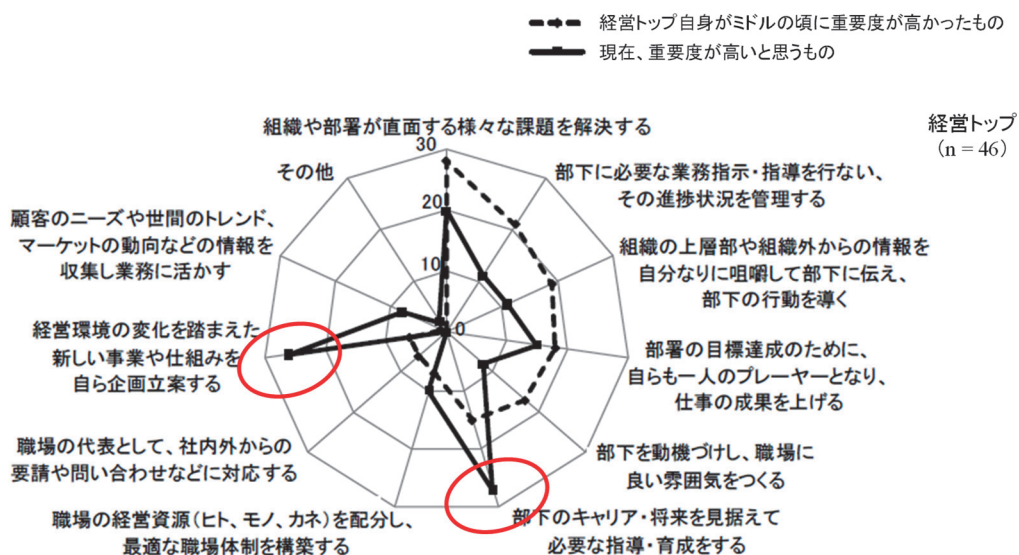 経営トップ自身がミドルの頃に重要度が高かったもの
現在、重要度が高いと思うもの
経営トップ
(n = 46)
組織や部署が直面する様々な課題を解決する
30
20
10
0
部下に必要な業務指示・指導を行ない、
その進捗状況を管理する
組織の上層部や組織外からの情報を
自分なりに咀嚼して部下に伝え、
部下の行動を導く
部署の目標達成のために、
自らも一人のプレーヤーとなり、
仕事の成果を上げる
部下を動機づけし、職場に
良い雰囲気をつくる
部下のキャリア・将来を見据えて
必要な指導・育成をする
職場の経営資源(ヒト、モノ、カネ)を配分し、
最適な職場体制を構築する
職場の代表として、社内外からの
要請や問い合わせなどに対応する
経営環境の変化を踏まえた
新しい事業や仕組みを
自ら企画立案する
顧客のニーズや世間のトレンド、
マーケットの動向などの情報を
収集し業務に活かす
その他